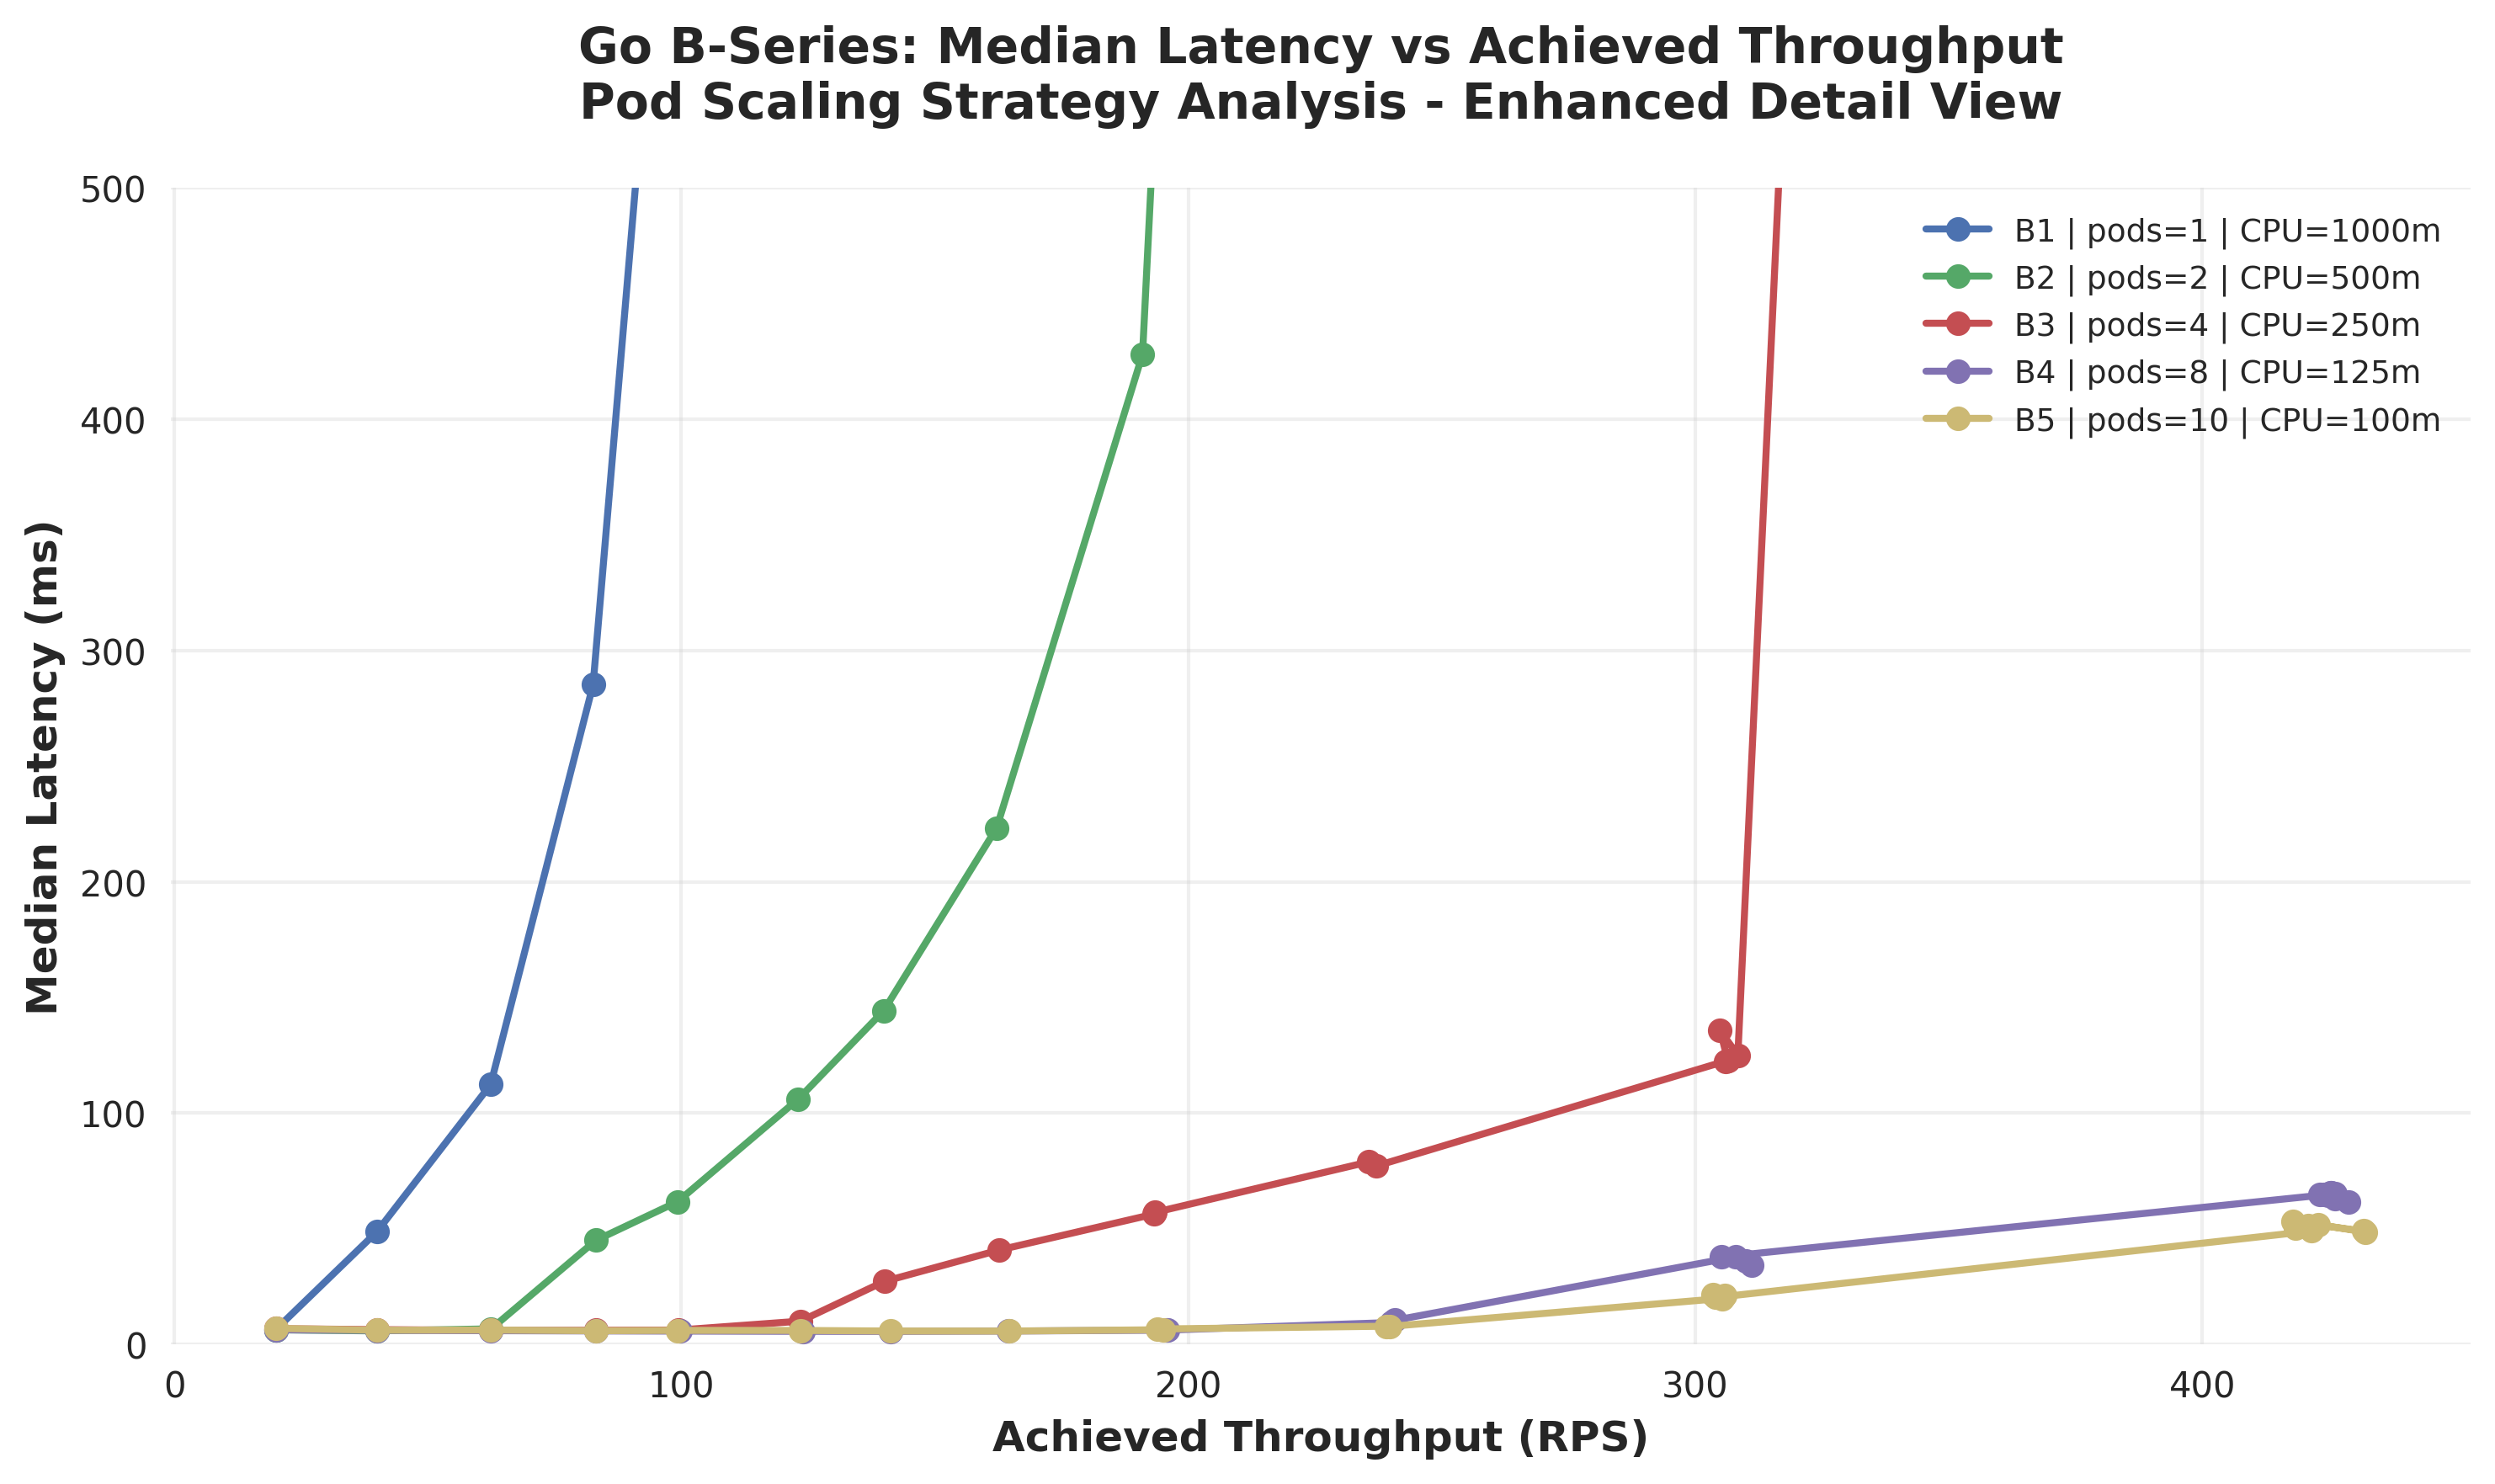 Go B-Series: Median Latency vs Achieved Throughput
Pod Scaling Strategy Analysis - Enhanced Detail View
500
400
300
200
100
0
Median Latency (ms)
B1 | pods=1 | CPU=1000m
B2 | pods=2 | CPU=500m
B3 | pods=4 | CPU=250m
B4 | pods=8 | CPU=125m
B5 | pods=10 | CPU=100m
0 100 200 300 400
Achieved Throughput (RPS)